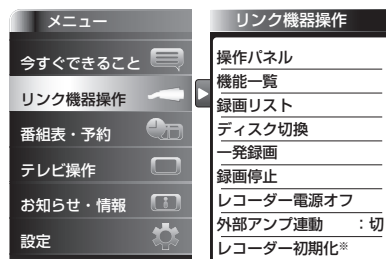 メニュー
今すぐできること
リンク機器操作
番組表・予約
テレビ操作
お知らせ・情報
設定
リンク機器操作
操作パネル
機能一覧
録画リスト
ディスク切換
一発録画
録画停止
レコーダー電源オフ
外部アンプ連動　：切
レコーダー初期化※